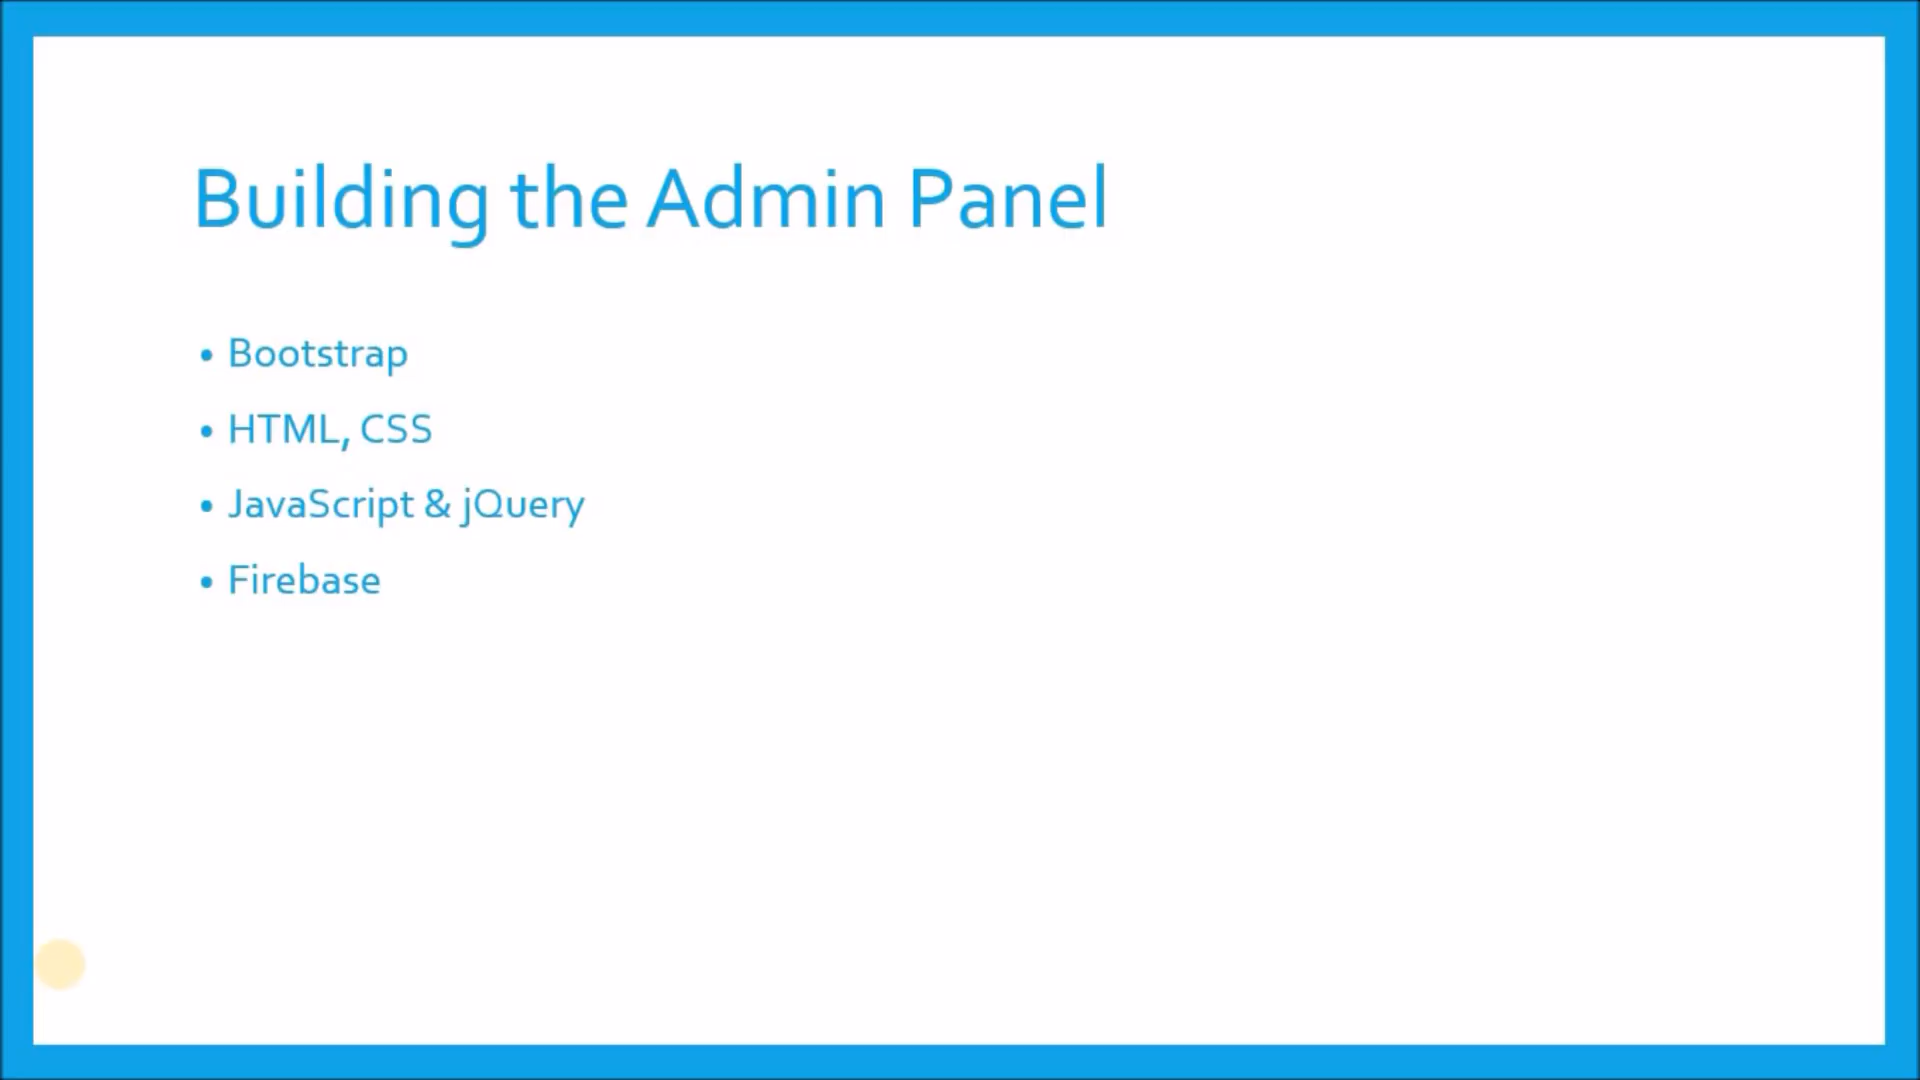 Building the Admin Panel
• Bootstrap
• HTML, CSS
• JavaScript & jQuery
• Firebase